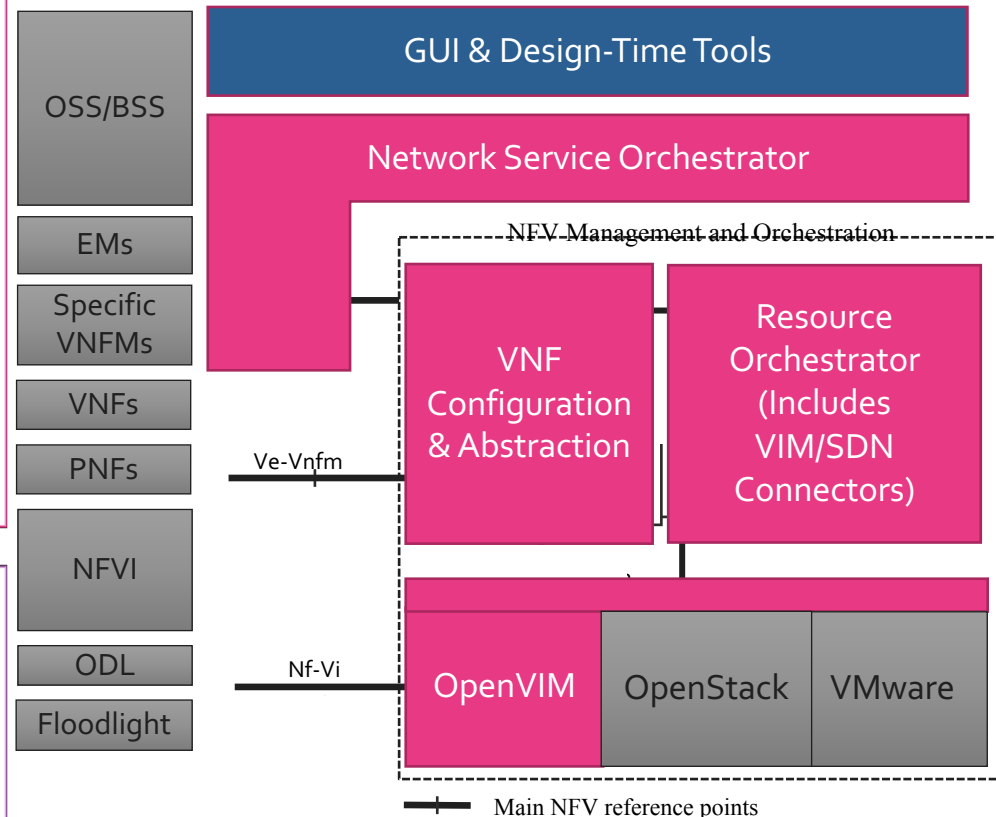 OSS/BSS
EMs
Specific
VNFMs
VNFs
PNFs
NFVI
ODL
Floodlight
GUI & Design-Time Tools
Network Service Orchestrator
NFV Management and Orchestration
VNF
Configuration
& Abstraction
Resource
Orchestrator
(Includes
VIM/SDN
Connectors)
Ve-Vnfm
Nf-Vi
OpenVIM
OpenStack
VMware
Main NFV reference points